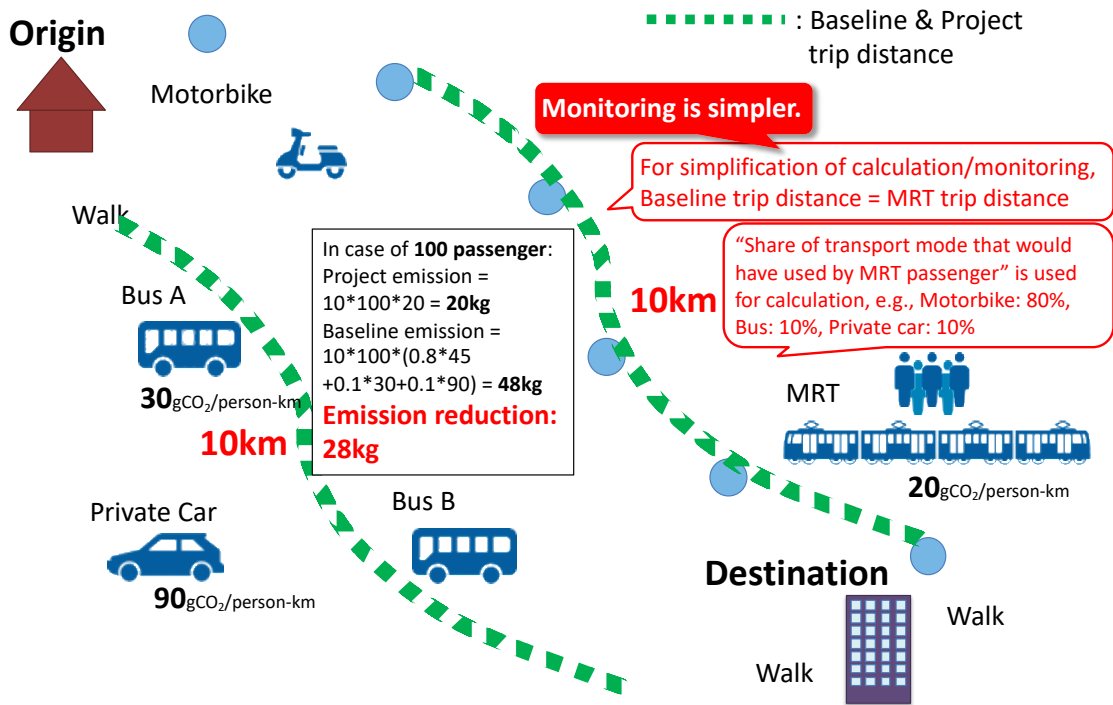 Origin
: Baseline & Project
trip distance
Motorbike
Monitoring is simpler.
For simplification of calculation/monitoring,
Baseline trip distance = MRT trip distance
Walk
"Share of transport mode that would
have used by MRT passenger" is used
for calculation, e.g., Motorbike: 80%,
Bus: 10%, Private car: 10%
In case of 100 passenger:
Project emission =
10*100*20 = 20kg
Baseline emission =
10*100*(0.8*45
+0.1*30+0.1*90) = 48kg
Emission reduction:
28kg
10km
Bus A
30gCO₂/person-km
10km
MRT
20gCO₂/person-km
Private Car
90gCO₂/person-km
Bus B
Destination
Walk
Walk